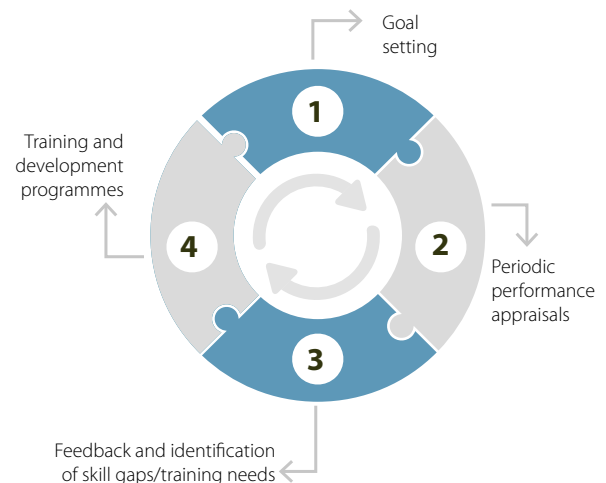 1
Goal
setting
2
Periodic
performance
appraisals
3
Feedback and identification
of skill gaps/training needs
4
Training and
development
programmes